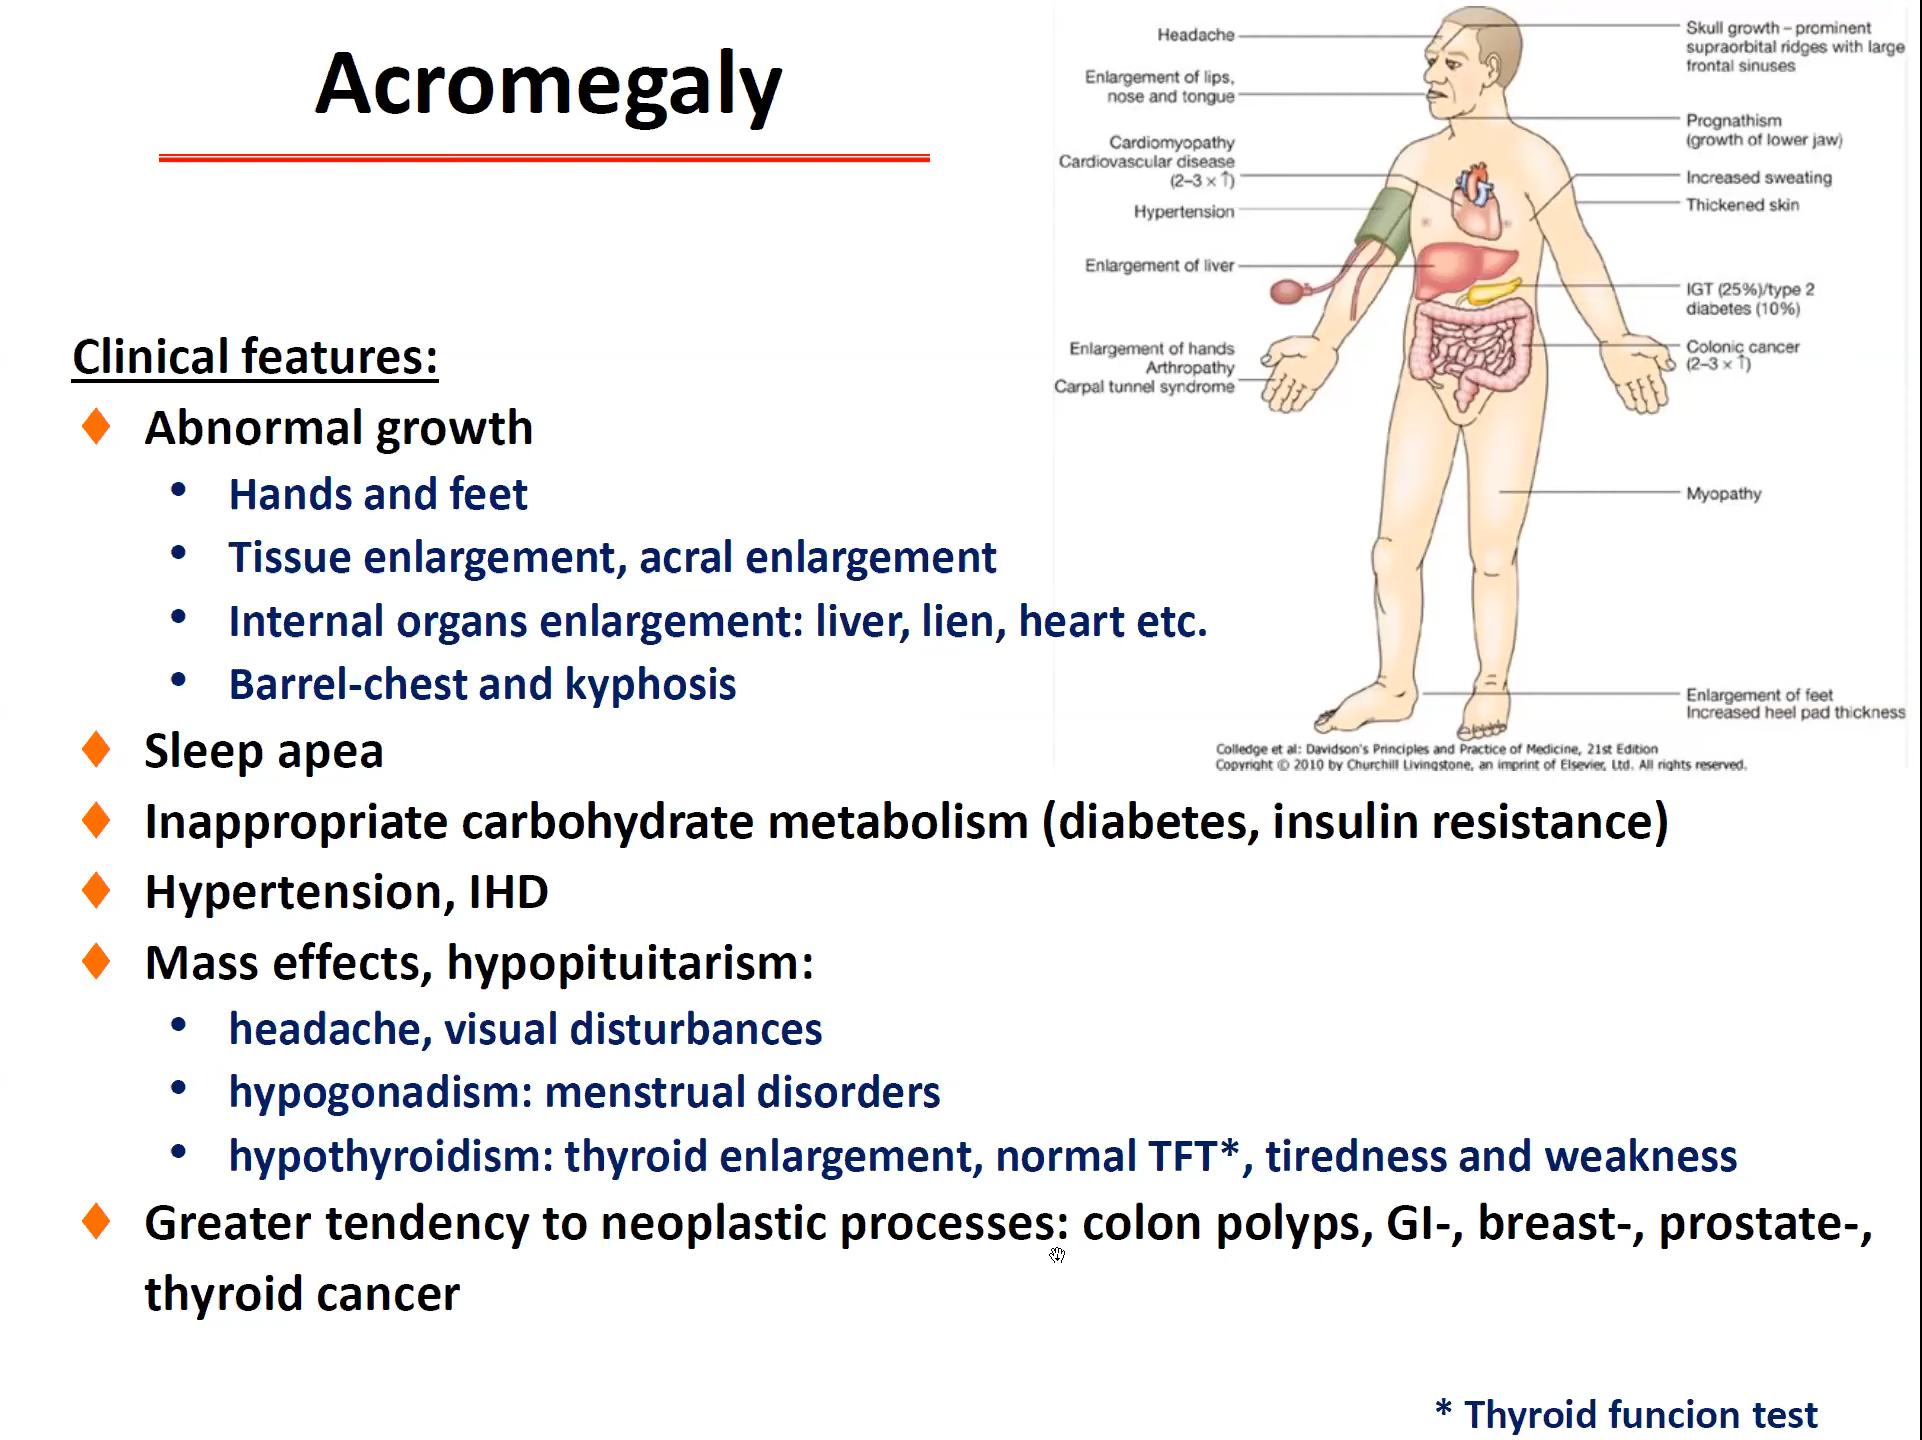 Acromegaly
Headache
Enlargement of lips,
nose and tongue
Cardiomyopathy
Cardiovascular disease
(2–3 × ↑)
Hypertension
Enlargement of liver
Enlargement of hands
Arthropathy
Carpal tunnel syndrome
Skull growth – prominent
supraorbital ridges with large
frontal sinuses
Prognathism
(growth of lower jaw)
Increased sweating
Thickened skin
IGT (25%)/type 2
diabetes (10%)
Colonic cancer
(2–3 × ↑)
Myopathy
Enlargement of feet
Increased heel pad thickness
Colledge et al: Davidson's Principles and Practice of Medicine, 21st Edition
Copyright © 2010 by Churchill Livingstone, an imprint of Elsevier, Ltd. All rights reserved.
Clinical features:
♦ Abnormal growth
• Hands and feet
• Tissue enlargement, acral enlargement
• Internal organs enlargement: liver, lien, heart etc.
• Barrel-chest and kyphosis
♦ Sleep apea
♦ Inappropriate carbohydrate metabolism (diabetes, insulin resistance)
♦ Hypertension, IHD
♦ Mass effects, hypopituitarism:
• headache, visual disturbances
• hypogonadism: menstrual disorders
• hypothyroidism: thyroid enlargement, normal TFT*, tiredness and weakness
♦ Greater tendency to neoplastic processes: colon polyps, GI-, breast-, prostate-,
thyroid cancer
* Thyroid funcion test